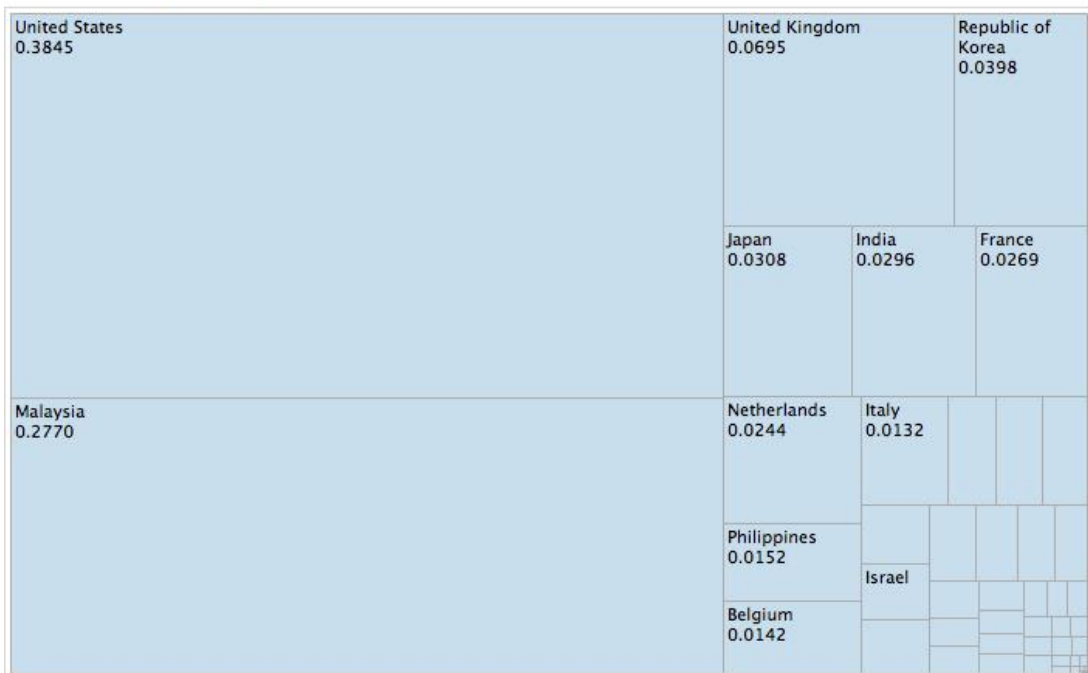 United States
0.3845
United Kingdom
0.0695
Republic of
Korea
0.0398
Japan
0.0308
India
0.0296
France
0.0269
Malaysia
0.2770
Netherlands
0.0244
Italy
0.0132
Philippines
0.0152
Israel
Belgium
0.0142